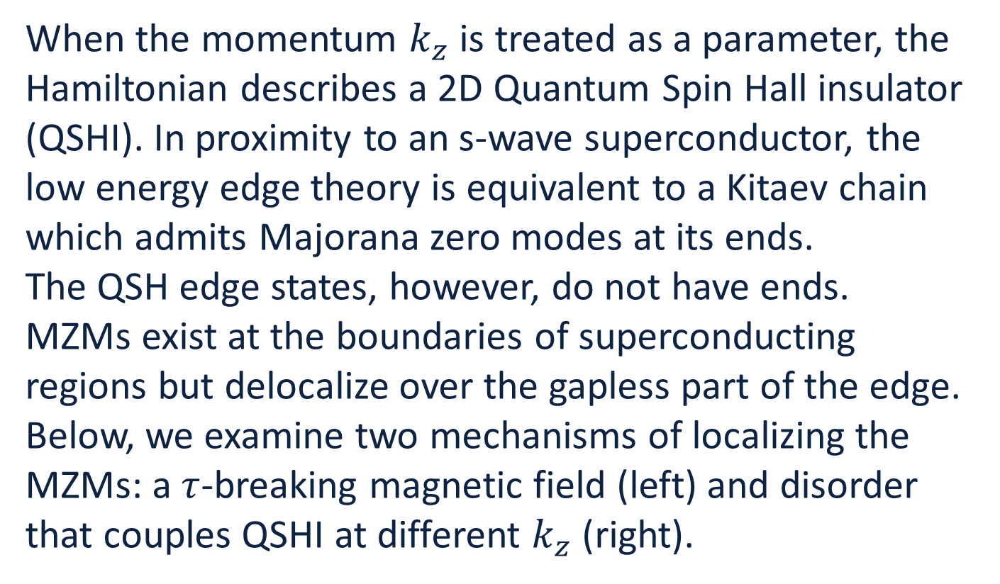 When the momentum k_z is treated as a parameter, the
Hamiltonian describes a 2D Quantum Spin Hall insulator
(QSHI). In proximity to an s-wave superconductor, the
low energy edge theory is equivalent to a Kitaev chain
which admits Majorana zero modes at its ends.
The QSH edge states, however, do not have ends.
MZMs exist at the boundaries of superconducting
regions but delocalize over the gapless part of the edge.
Below, we examine two mechanisms of localizing the
MZMs: a τ-breaking magnetic field (left) and disorder
that couples QSHI at different k_z (right).